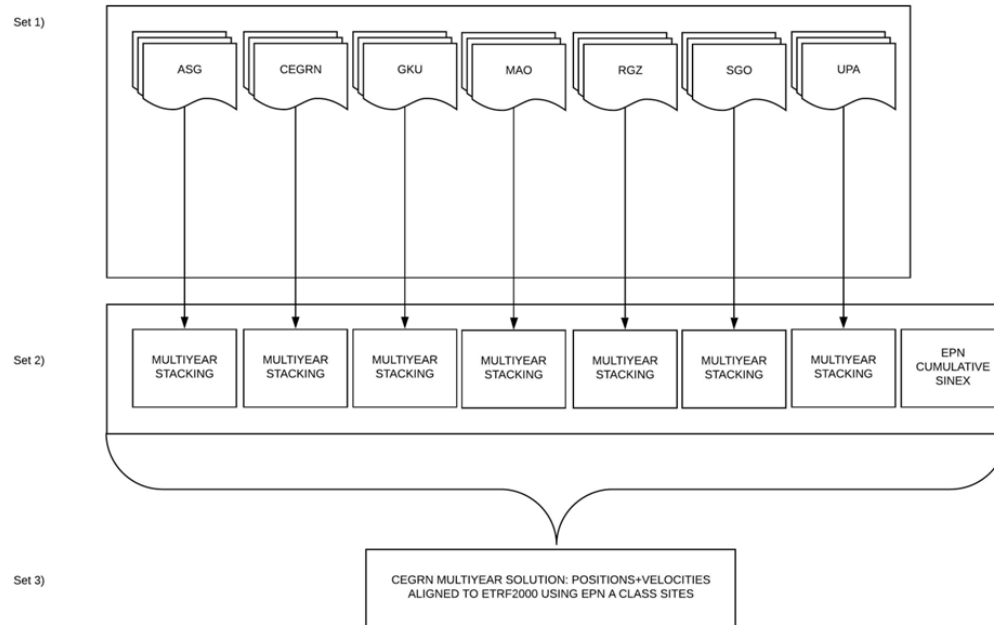 Set 1)
ASG
CEGRN
GKU
MAO
RGZ
SGO
UPA
Set 2)
MULTIYEAR
STACKING
MULTIYEAR
STACKING
MULTIYEAR
STACKING
MULTIYEAR
STACKING
MULTIYEAR
STACKING
MULTIYEAR
STACKING
MULTIYEAR
STACKING
EPN
CUMULATIVE
SINEX
Set 3)
CEGRN MULTIYEAR SOLUTION: POSITIONS+VELOCITIES
ALIGNED TO ETRF2000 USING EPN A CLASS SITES